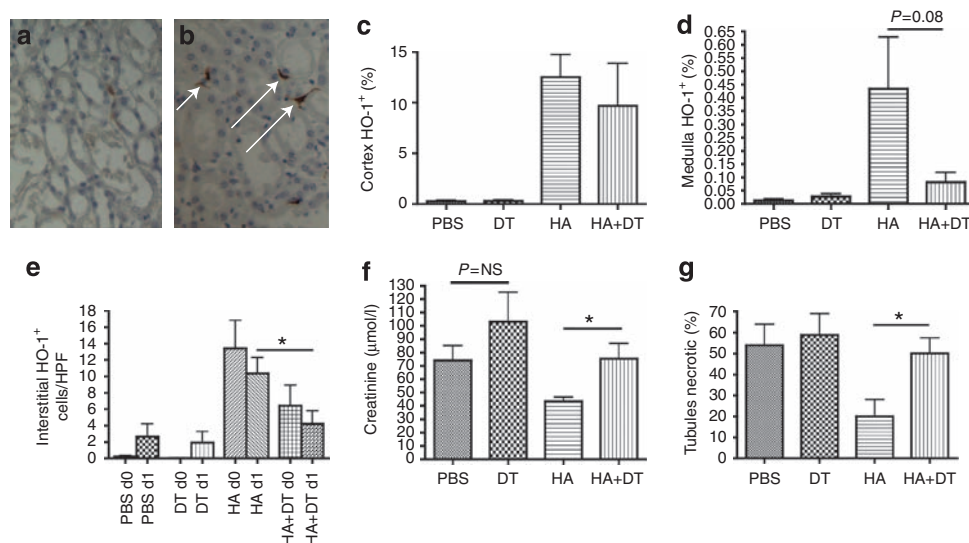 a
b
c
Cortex HO-1⁺ (%)
15
10
5
0
PBS DT HA HA+DT
d
P=0.08
Medulla HO-1⁺ (%)
0.65
0.60
0.55
0.50
0.45
0.40
0.35
0.30
0.25
0.20
0.15
0.10
0.05
0.00
PBS DT HA HA+DT
e
Interstitial HO-1⁺
cells/HPF
18
16
14
12
10
8
6
4
2
0
*
PBS d0
PBS d1
DT d0
DT d1
HA d0
HA d1
HA+DT d0
HA+DT d1
f
P=NS
*
Creatinine (µmol/l)
130
120
110
100
90
80
70
60
50
40
30
20
10
0
PBS DT HA HA+DT
g
*
Tubules necrotic (%)
70
60
50
40
30
20
10
0
PBS DT HA HA+DT